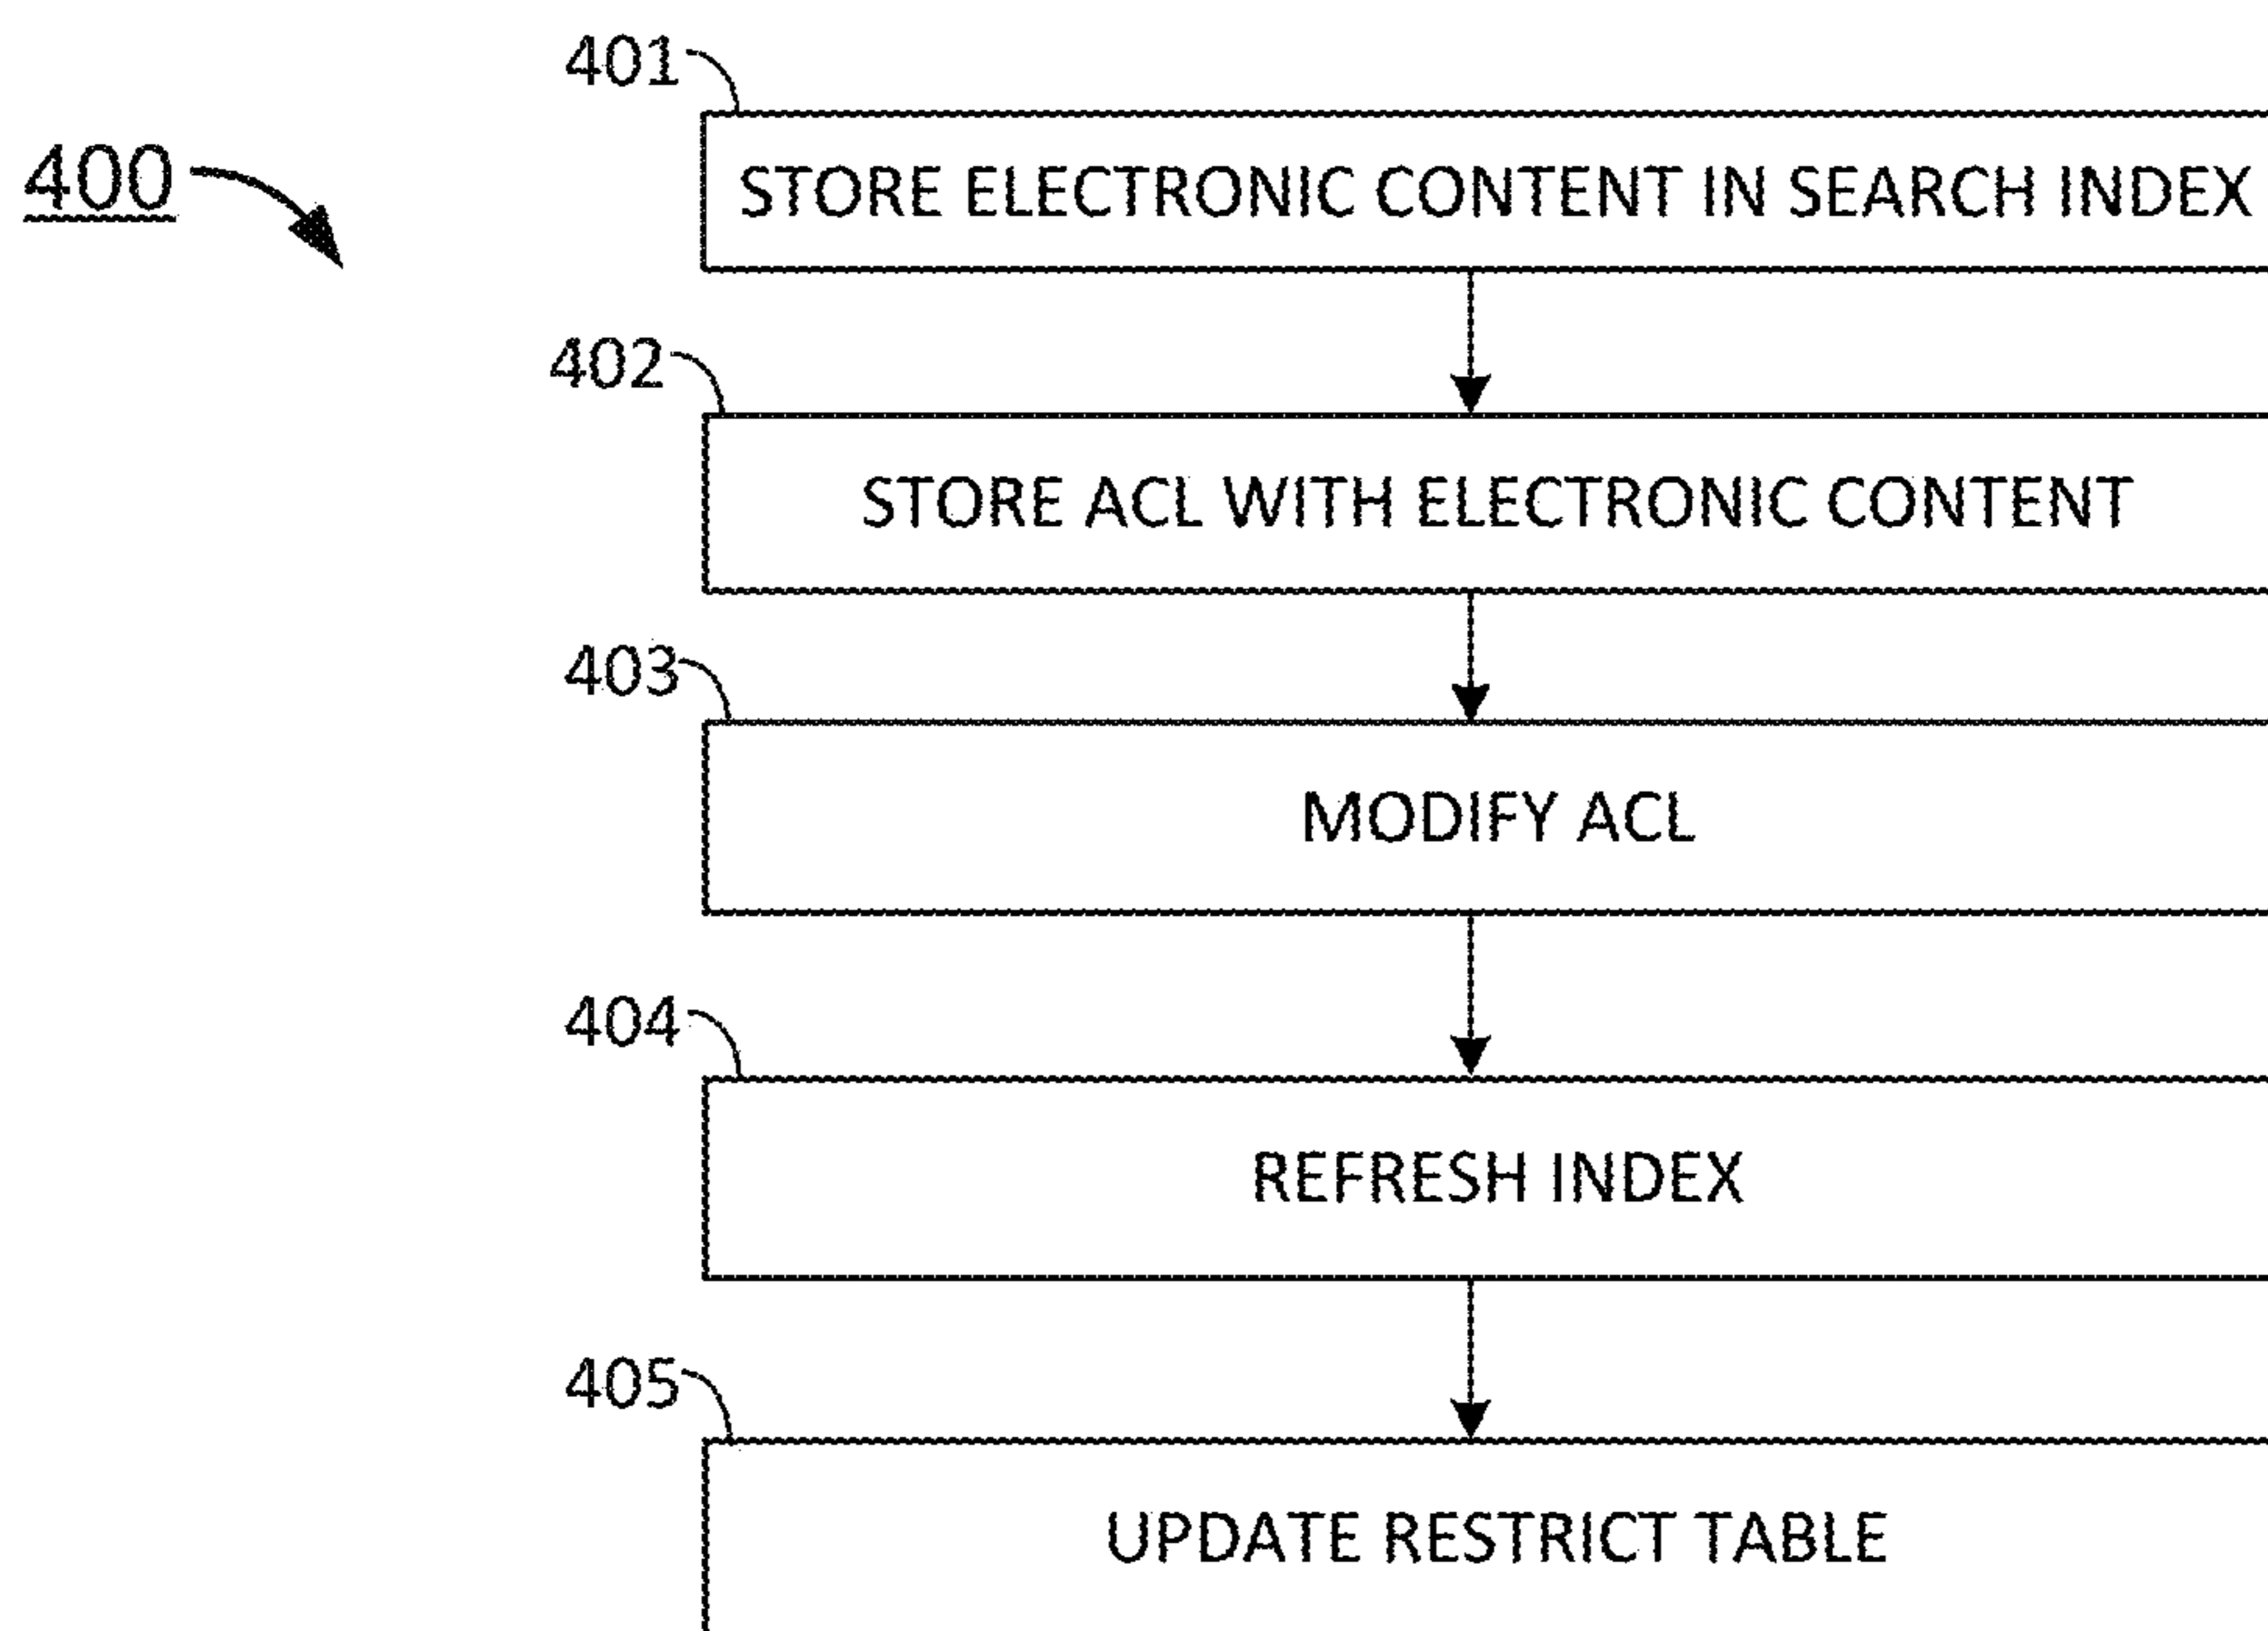 401
400
STORE ELECTRONIC CONTENT IN SEARCH INDEX
402
STORE ACL WITH ELECTRONIC CONTENT
403
MODIFY ACL
404
REFRESH INDEX
405
UPDATE RESTRICT TABLE